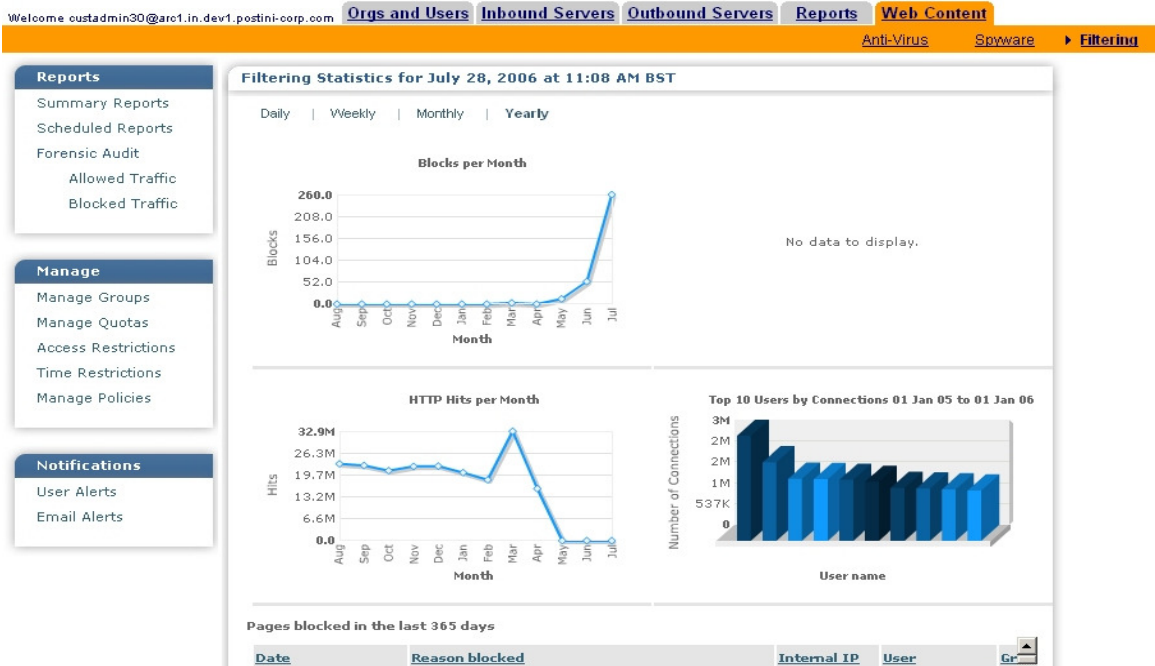 Welcome custadmin30@arc1.in.dev1.postini-corp.com Orgs and Users Inbound Servers Outbound Servers Reports Web Content
Anti-Virus Spyware Filtering
Reports
Summary Reports
Scheduled Reports
Forensic Audit
Allowed Traffic
Blocked Traffic
Manage
Manage Groups
Manage Quotas
Access Restrictions
Time Restrictions
Manage Policies
Notifications
User Alerts
Email Alerts
Filtering Statistics for July 28, 2006 at 11:08 AM BST
Daily | Weekly | Monthly | Yearly
Blocks per Month
260.0
208.0
156.0
104.0
52.0
0.0
Blocks
Aug Sep Oct Nov Dec Jan Feb Mar Apr May Jun Jul
Month
No data to display.
HTTP Hits per Month
32.9M
26.3M
19.7M
13.2M
6.6M
0.0
Hits
Aug Sep Oct Nov Dec Jan Feb Mar Apr May Jun Jul
Month
Top 10 Users by Connections 01 Jan 05 to 01 Jan 06
3M
2M
2M
1M
537K
0
Number of Connections
User name
Pages blocked in the last 365 days
Date Reason blocked Internal IP User